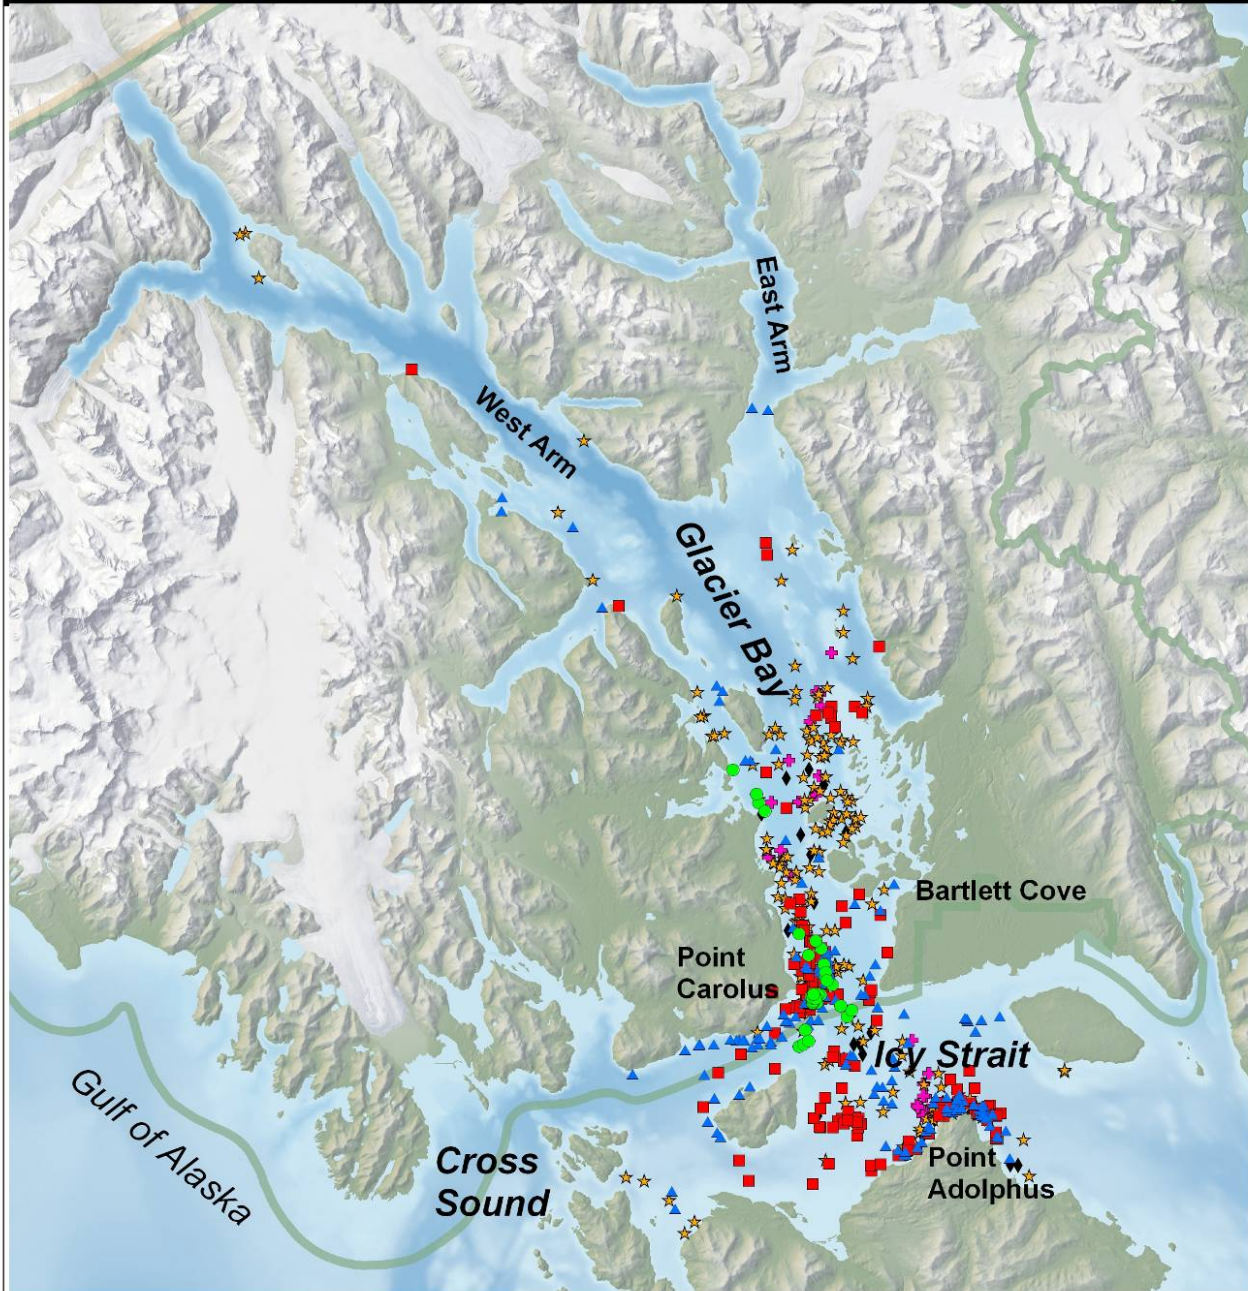 East Arm
West Arm
Glacier Bay
Bartlett Cove
Point
Carolus
Icy Strait
Gulf of Alaska
Cross
Sound
Point
Adolphus